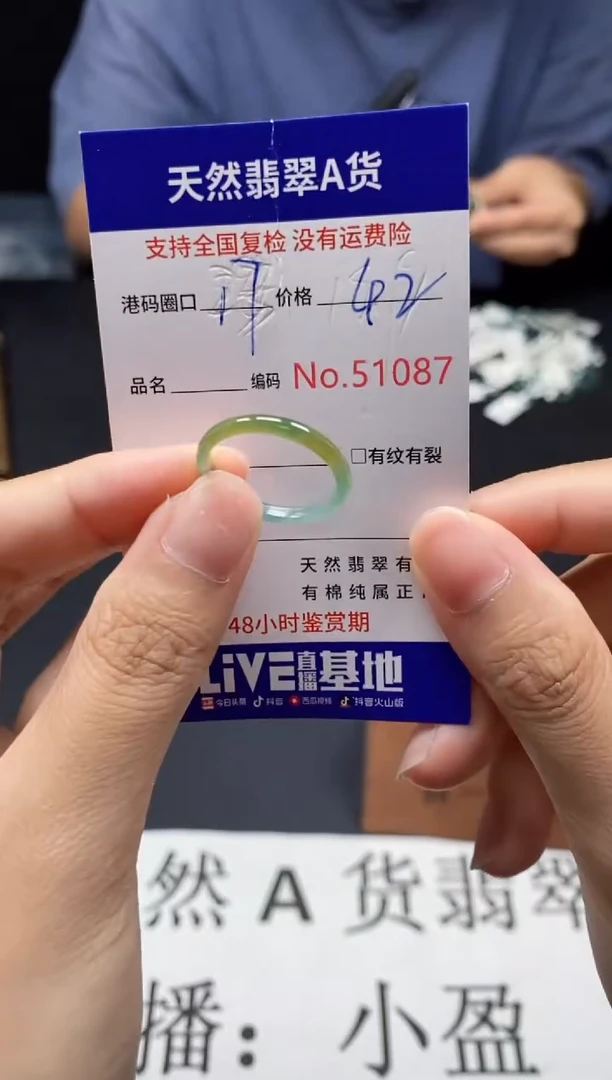 天然翡翠A货
支持全国复检 没有运费险
港码圈口 17 价格 42
品名 编码 No.51087
□有纹有裂
天然翡翠有
有棉纯属正
48小时鉴赏期
LiVE直播基地
今日头条 抖音 西瓜视频 抖音火山版
然A货翡翠
播：小盈